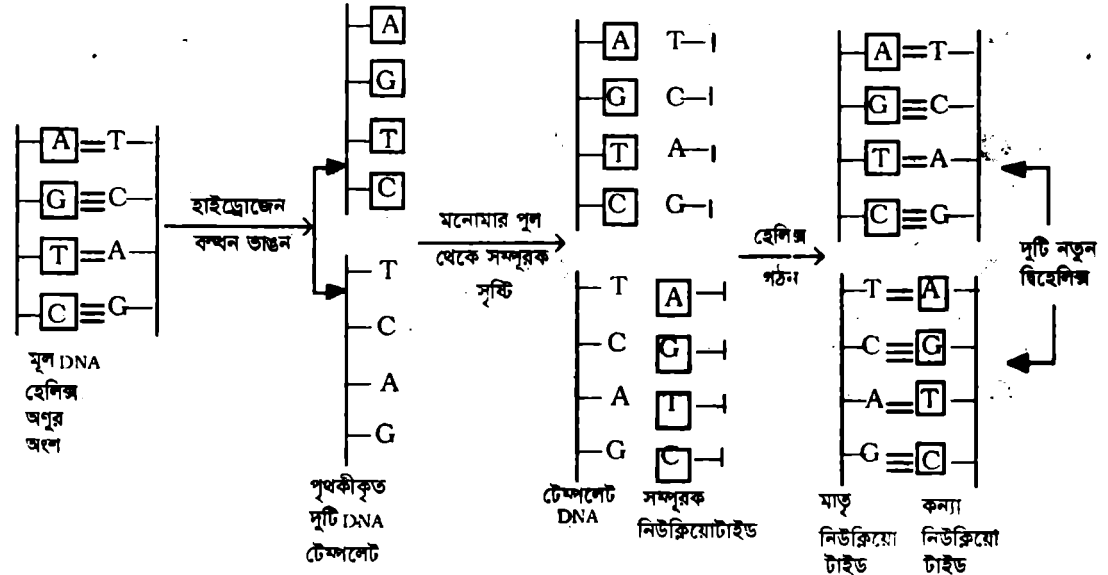 A = T
G ≡ C
T = A
C ≡ G
মূল DNA
হেলিক্স
অণুর
অংশ
হাইড্রোজেন
বন্ধন ভাঙন
A
G
T
C
T
C
A
G
পৃথকীকৃত
দুটি DNA
টেম্পলেট
মনোমার পুল
থেকে সম্পূরক
সৃষ্টি
A T
G C
T A
C G
T A
C G
A T
G C
টেম্পলেট
DNA
সম্পূরক
নিউক্লিয়োটাইড
হেলিক্স
গঠন
A = T
G ≡ C
T = A
C ≡ G
T = A
C ≡ G
A = T
G ≡ C
মাতৃ
নিউক্লিয়ো
টাইড
কন্যা
নিউক্লিয়ো
টাইড
দুটি নতুন
দ্বিহেলিক্স